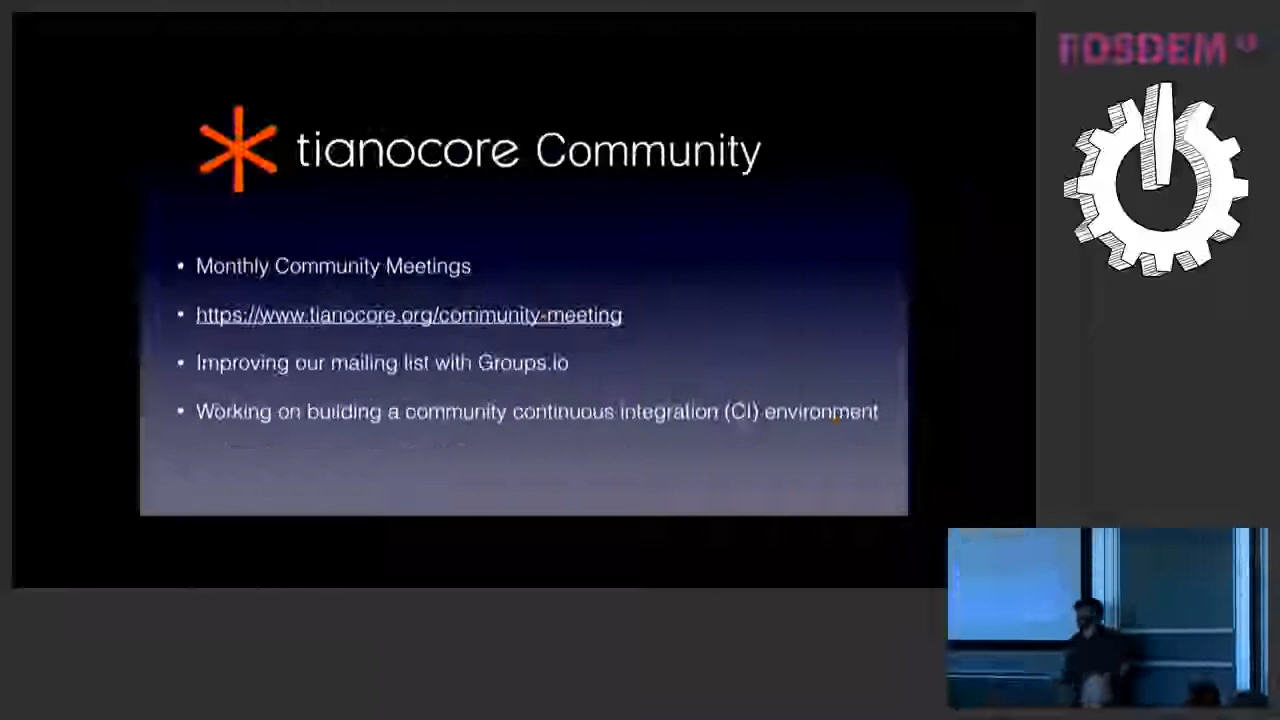 FOSDEM
tianocore Community
• Monthly Community Meetings
• https://www.tianocore.org/community-meeting
• Improving our mailing list with Groups.io
• Working on building a community continuous integration (CI) environment